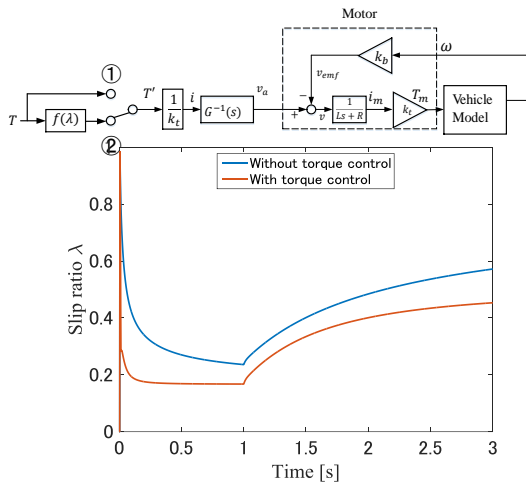 Motor
k_b
ω
①
T'
i
v_a
v_emf
−
T
f(λ)
1/k_t
G⁻¹(s)
+
v
1/(Ls + R)
i_m
k_t
T_m
Vehicle
Model
②
Without torque control
With torque control
Slip ratio λ
0.8
0.6
0.4
0.2
0
0
0.5
1
1.5
2
2.5
3
Time [s]